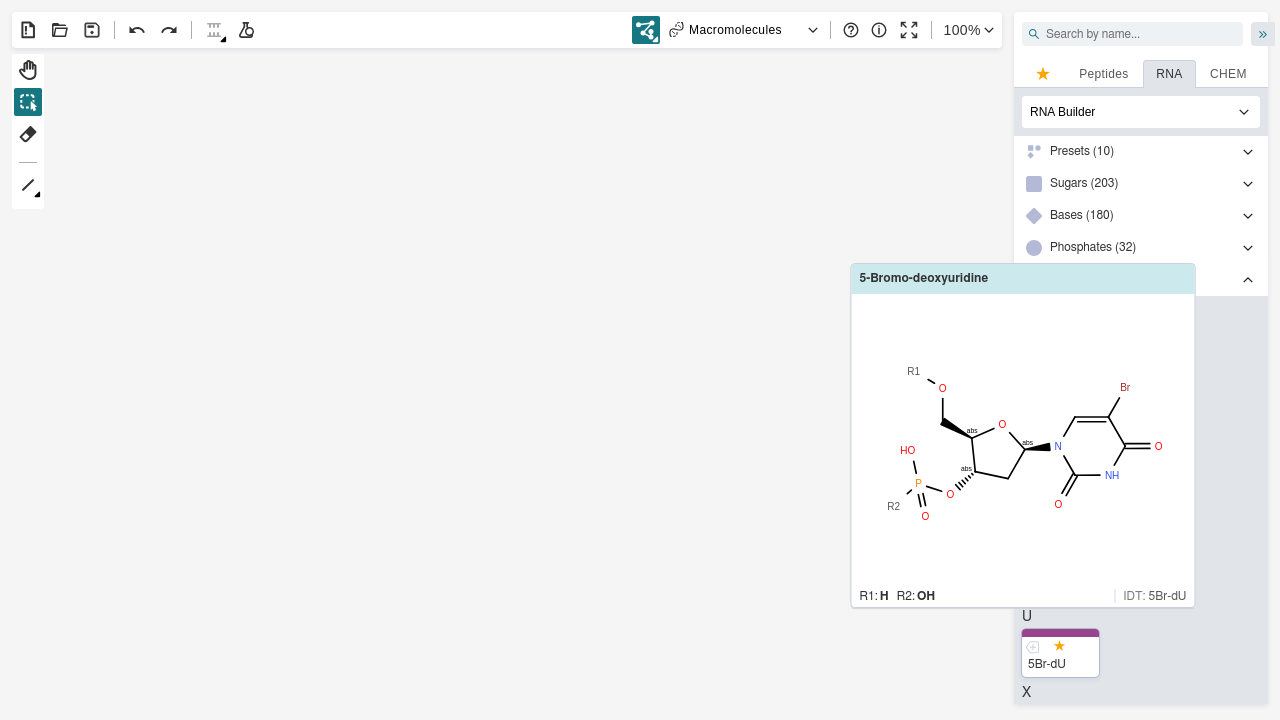 Macromolecules
100%
Search by name...
Peptides
RNA
CHEM
RNA Builder
Presets (10)
Sugars (203)
Bases (180)
Phosphates (32)
5-Bromo-deoxyuridine
R1
O
Br
abs
O
abs
HO
N
O
abs
P
O
NH
R2
O
O
R1: H R2: OH
IDT: 5Br-dU
U
5Br-dU
X